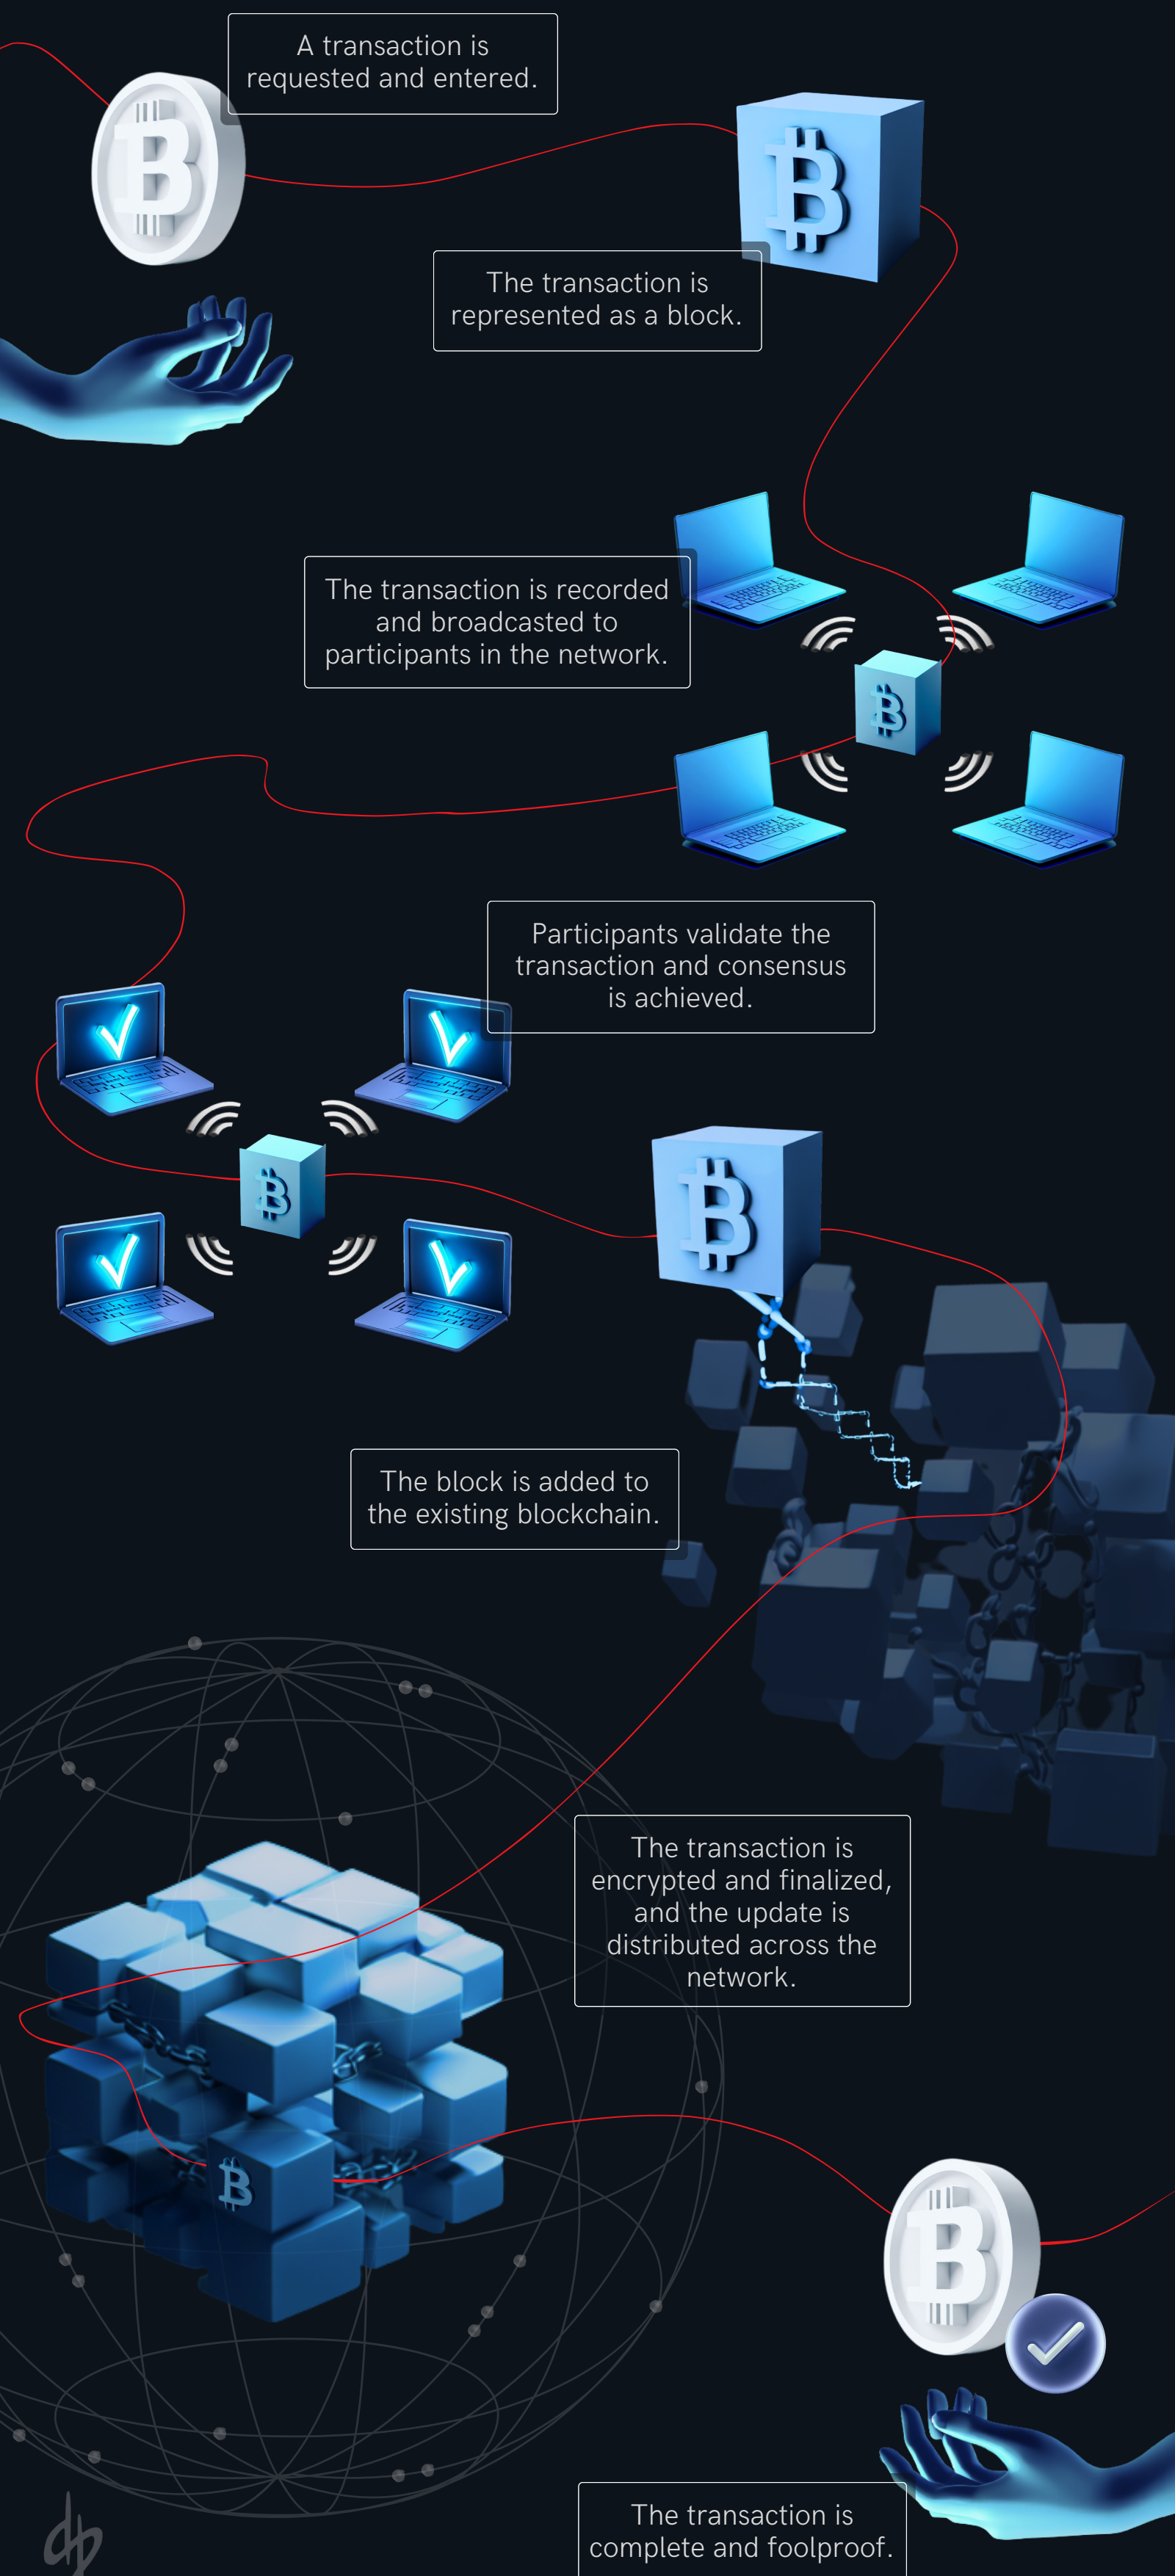 A transaction is
requested and entered.
The transaction is
represented as a block.
The transaction is recorded
and broadcasted to
participants in the network.
Participants validate the
transaction and consensus
is achieved.
The block is added to
the existing blockchain.
The transaction is
encrypted and finalized,
and the update is
distributed across the
network.
The transaction is
complete and foolproof.